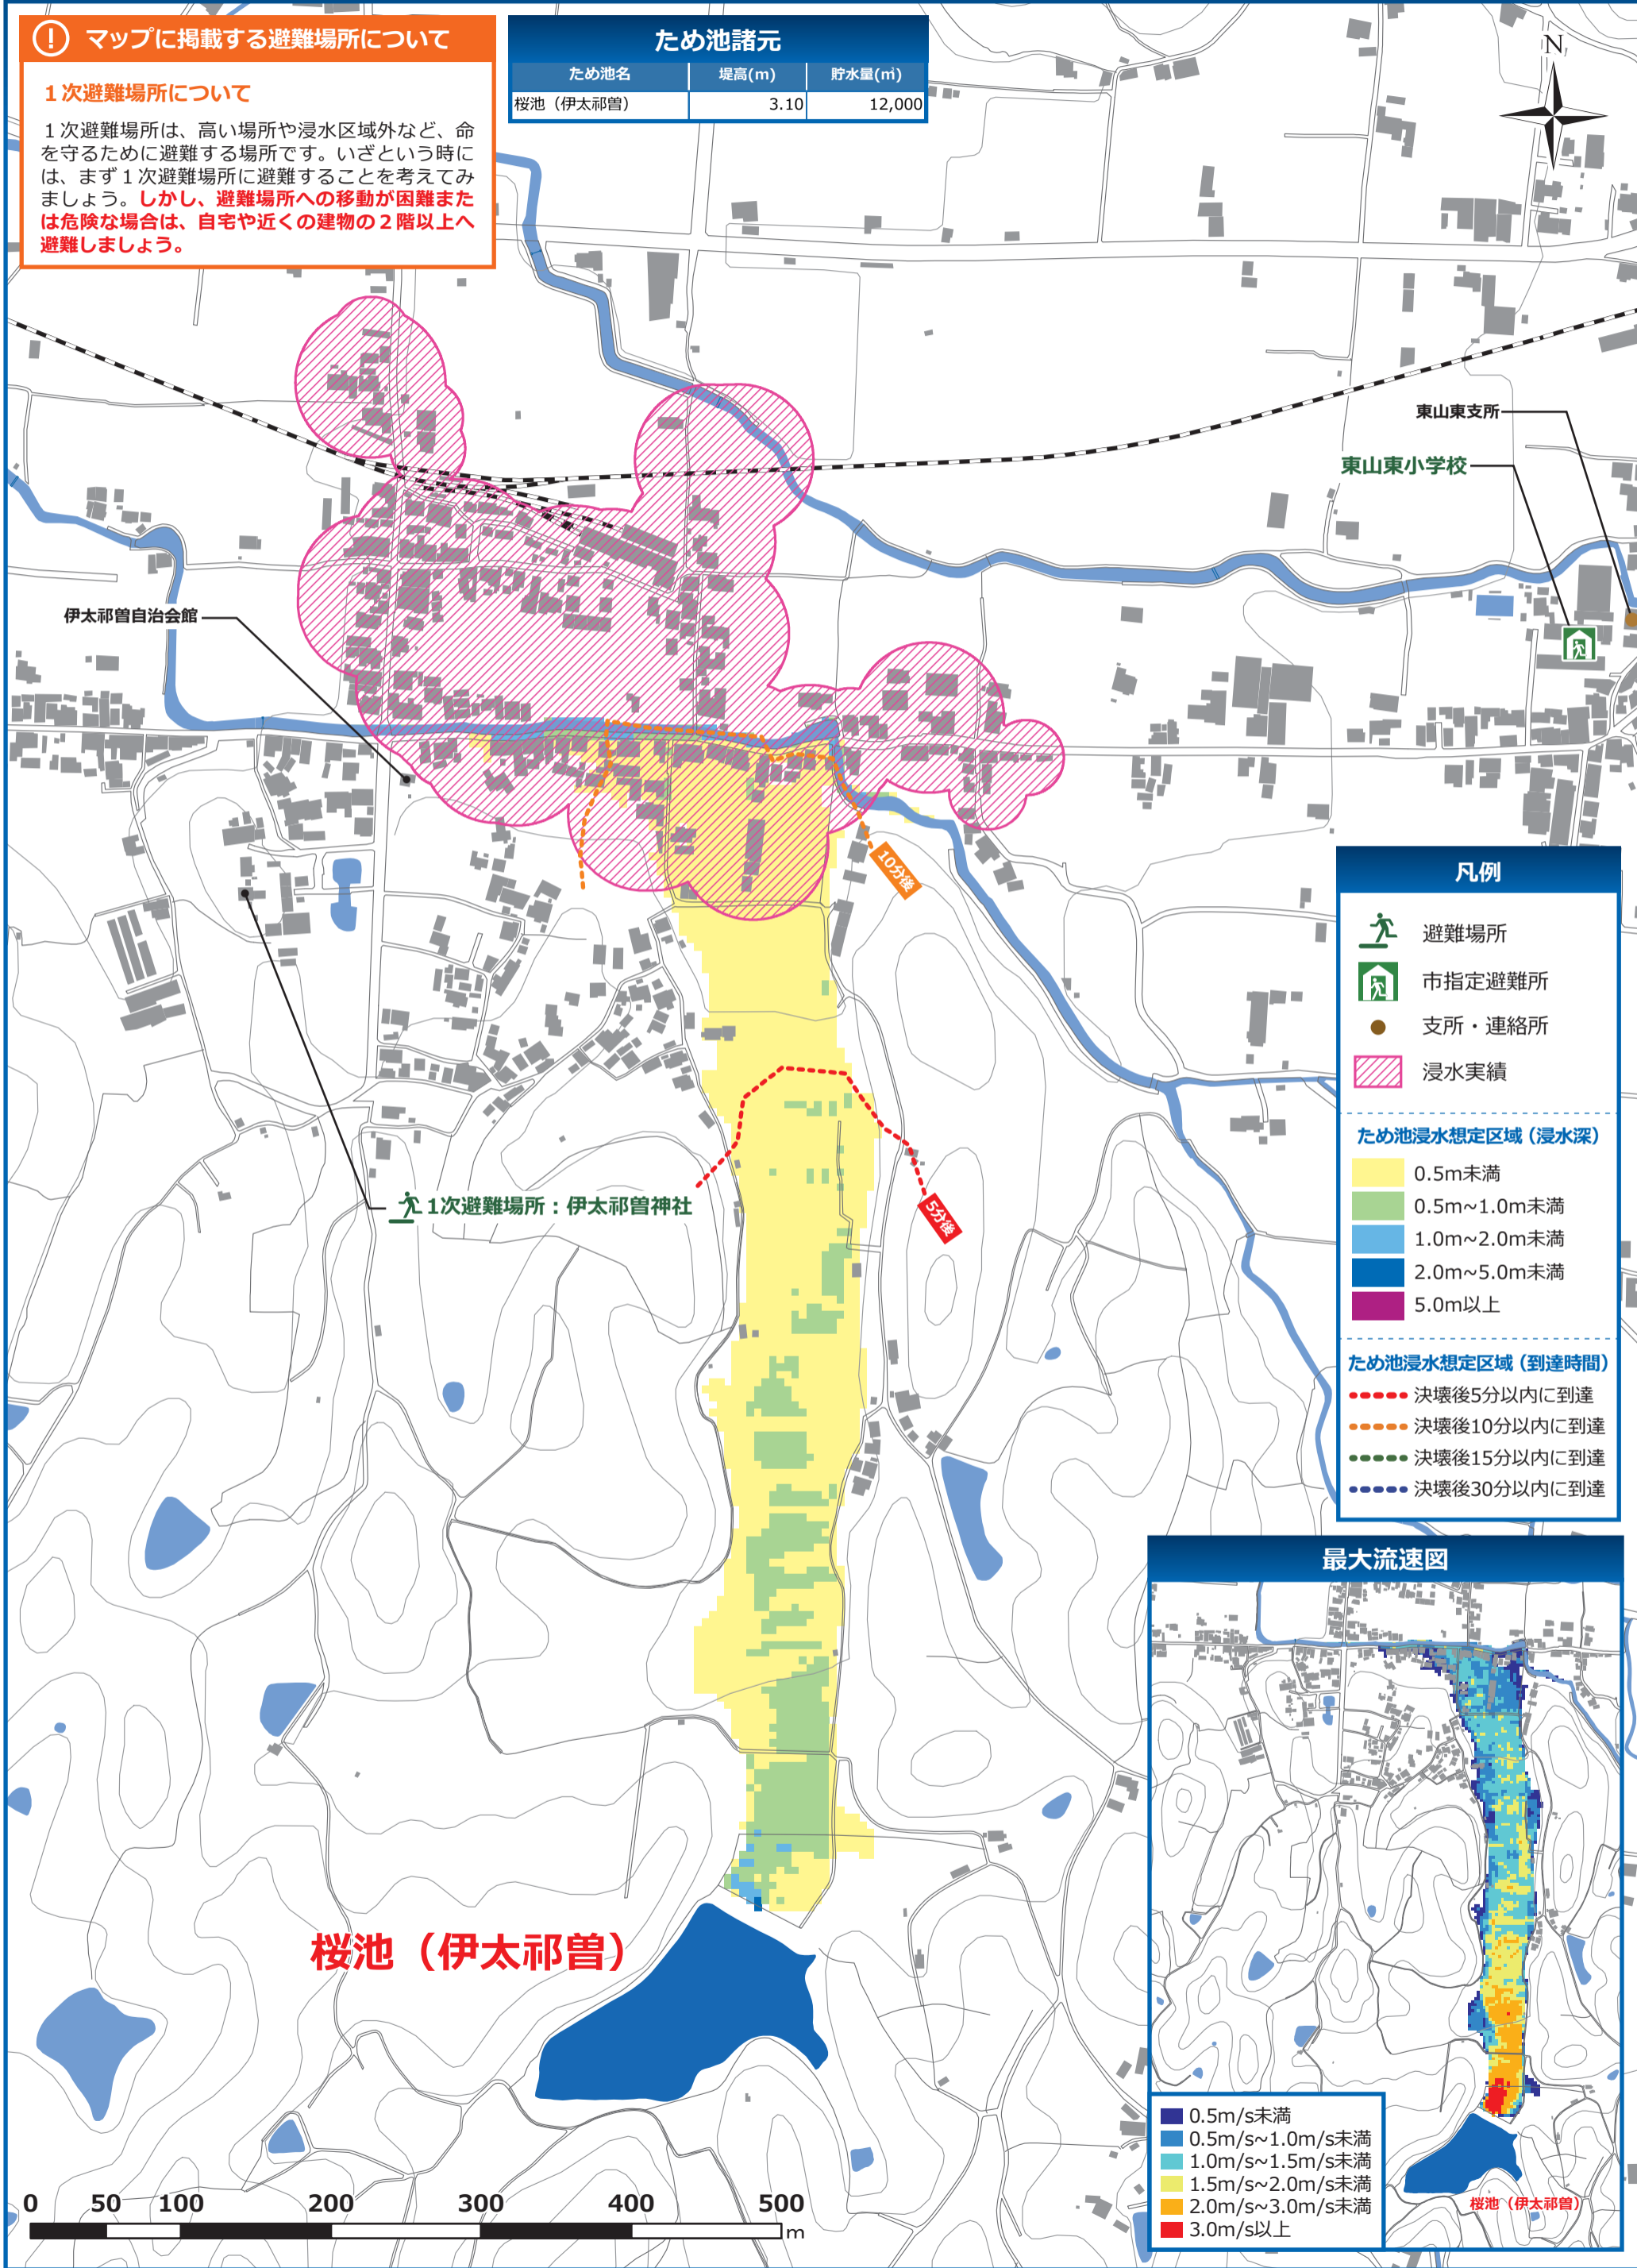 マップに掲載する避難場所について
１次避難場所について
１次避難場所は、高い場所や浸水区域外など、命
を守るために避難する場所です。いざという時に
は、まず１次避難場所に避難することを考えてみ
ましょう。しかし、避難場所への移動が困難また
は危険な場合は、自宅や近くの建物の２階以上へ
避難しましょう。
ため池諸元
ため池名 堤高(m) 貯水量(㎥)
桜池（伊太祁曽） 3.10 12,000
N
東山東支所
東山東小学校
伊太祁曽自治会館
10分後
1次避難場所：伊太祁曽神社
5分後
桜池（伊太祁曽）
凡例
避難場所
市指定避難所
支所・連絡所
浸水実績
ため池浸水想定区域（浸水深）
0.5m未満
0.5m~1.0m未満
1.0m~2.0m未満
2.0m~5.0m未満
5.0m以上
ため池浸水想定区域（到達時間）
決壊後5分以内に到達
決壊後10分以内に到達
決壊後15分以内に到達
決壊後30分以内に到達
最大流速図
0.5m/s未満
0.5m/s~1.0m/s未満
1.0m/s~1.5m/s未満
1.5m/s~2.0m/s未満
2.0m/s~3.0m/s未満
3.0m/s以上
桜池（伊太祁曽）
0 50 100 200 300 400 500
m